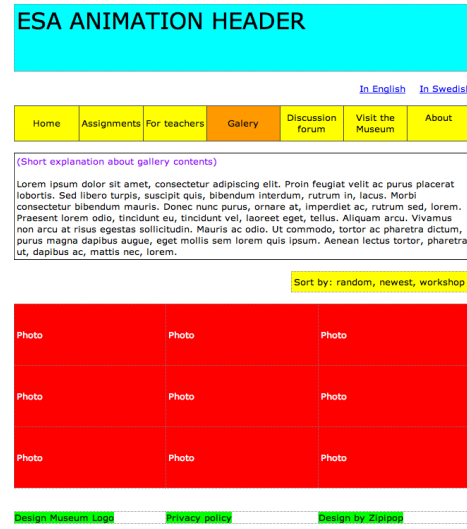 ESA ANIMATION HEADER
In English In Swedish
Home Assignments For teachers Galery Discussion forum Visit the Museum About
(Short explanation about gallery contents)
Lorem ipsum dolor sit amet, consectetur adipiscing elit. Proin feugiat velit ac purus placerat
lobortis. Sed libero turpis, suscipit quis, bibendum interdum, rutrum in, lacus. Morbi
consectetur bibendum mauris. Donec nunc purus, ornare at, imperdiet ac, rutrum sed, lorem.
Praesent lorem odio, tincidunt eu, tincidunt vel, laoreet eget, tellus. Aliquam arcu. Vivamus
non arcu at risus egestas sollicitudin. Mauris ac odio. Ut commodo, tortor ac pharetra dictum,
purus magna dapibus augue, eget mollis sem lorem quis ipsum. Aenean lectus tortor, pharetra
ut, dapibus ac, mattis nec, lorem.
Sort by: random, newest, workshop
Photo Photo Photo
Photo Photo Photo
Photo Photo Photo
Design Museum Logo Privacy policy Design by Zipipop